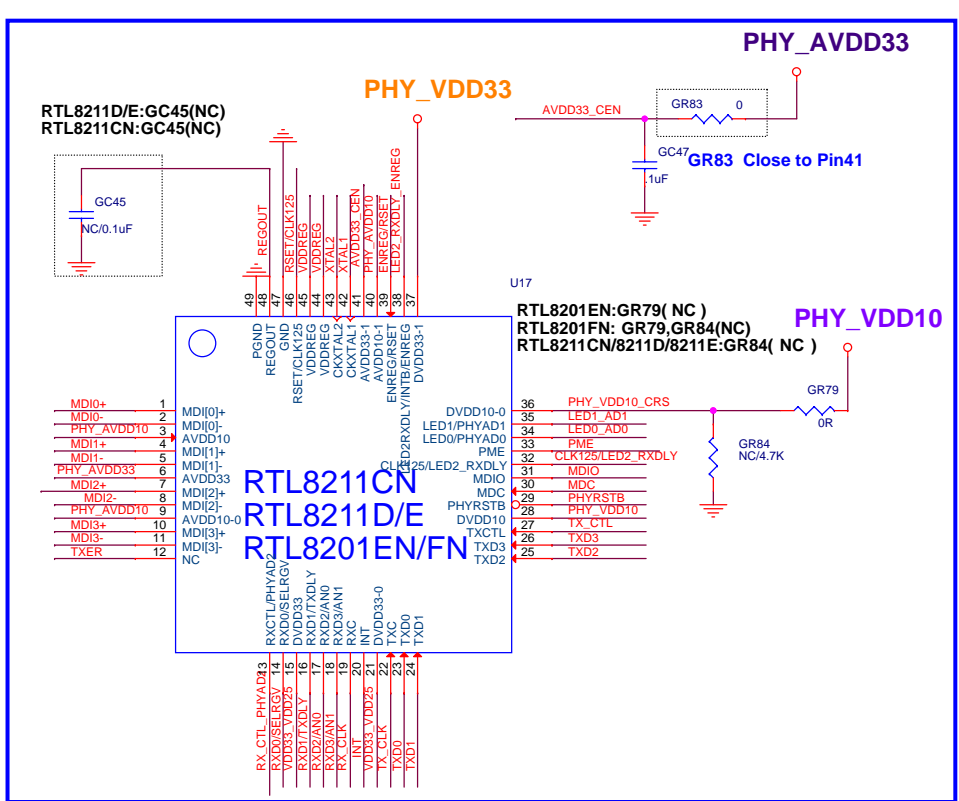 PHY_AVDD33
PHY_VDD33
RTL8211D/E:GC45(NC)
RTL8211CN:GC45(NC)
AVDD33_CEN
GR83
0
GC47
.1uF
GR83 Close to Pin41
GC45
NC/0.1uF
REGOUT
RSET/CLK125
VDDREG
VDDREG
XTAL2
XTAL1
AVDD33_CEN
PHY_AVDD10
ENREG/RSET
LED2_RXDLY_ENREG
49
48
47
46
45
44
43
42
41
40
39
38
37
PGND
REGOUT
GND
RSET/CLK125
VDDREG
VDDREG
CKXTAL2
CKXTAL1
AVDD33-1
AVDD10-1
ENREG/RSET
LED2RXDLY/INTB/ENREG
DVDD33-1
U17
RTL8201EN:GR79( NC )
RTL8201FN: GR79,GR84(NC)
RTL8211CN/8211D/8211E:GR84( NC )
PHY_VDD10
GR79
0R
GR84
NC/4.7K
MDI0+ 1 MDI[0]+
MDI0- 2 MDI[0]-
PHY_AVDD10 3 AVDD10
MDI1+ 4 MDI[1]+
MDI1- 5 MDI[1]-
PHY_AVDD33 6 AVDD33
MDI2+ 7 MDI[2]+
MDI2- 8 MDI[2]-
PHY_AVDD10 9 AVDD10-0
MDI3+ 10 MDI[3]+
MDI3- 11 MDI[3]-
TXER 12 NC
RTL8211CN
RTL8211D/E
RTL8201EN/FN
DVDD10-0 36 PHY_VDD10_CRS
LED1/PHYAD1 35 LED1_AD1
LED0/PHYAD0 34 LED0_AD0
PME 33 PME
CLK125/LED2_RXDLY 32 CLK125/LED2_RXDLY
MDIO 31 MDIO
MDC 30 MDC
PHYRSTB 29 PHYRSTB
DVDD10 28 PHY_VDD10
TXCTL 27 TX_CTL
TXD3 26 TXD3
TXD2 25 TXD2
RXCTL/PHYAD2
RXD0/SELRGV
DVDD33
RXD1/TXDLY
RXD2/AN0
RXD3/AN1
RXC
INT
DVDD33-0
TXC
TXD0
TXD1
13
14
15
16
17
18
19
20
21
22
23
24
RX_CTL_PHYAD2
RXD0/SELRGV
VDD33_VDD25
RXD1/TXDLY
RXD2/AN0
RXD3/AN1
RX_CLK
INT
VDD33_VDD25
TX_CLK
TXD0
TXD1